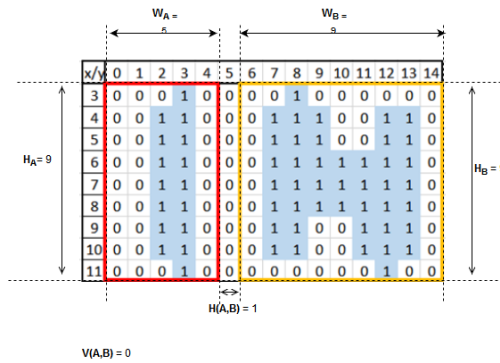 W_A =
5
W_B =
9
x/y 0 1 2 3 4 5 6 7 8 9 10 11 12 13 14
3 0 0 0 1 0 0 0 0 1 0 0 0 0 0 0
4 0 0 1 1 0 0 0 1 1 1 0 0 1 1 0
5 0 0 1 1 0 0 0 1 1 1 0 0 1 1 0
6 0 0 1 1 0 0 0 1 1 1 1 1 1 1 0
H_A= 9
H_B =
7 0 0 1 1 0 0 0 1 1 1 1 1 1 1 0
8 0 0 1 1 0 0 0 1 1 1 1 1 1 1 0
9 0 0 1 1 0 0 0 1 1 0 0 1 1 1 0
10 0 0 1 1 0 0 0 1 1 0 0 1 1 1 0
11 0 0 0 1 0 0 0 0 0 0 0 0 1 0 0
H(A,B) = 1
V(A,B) = 0